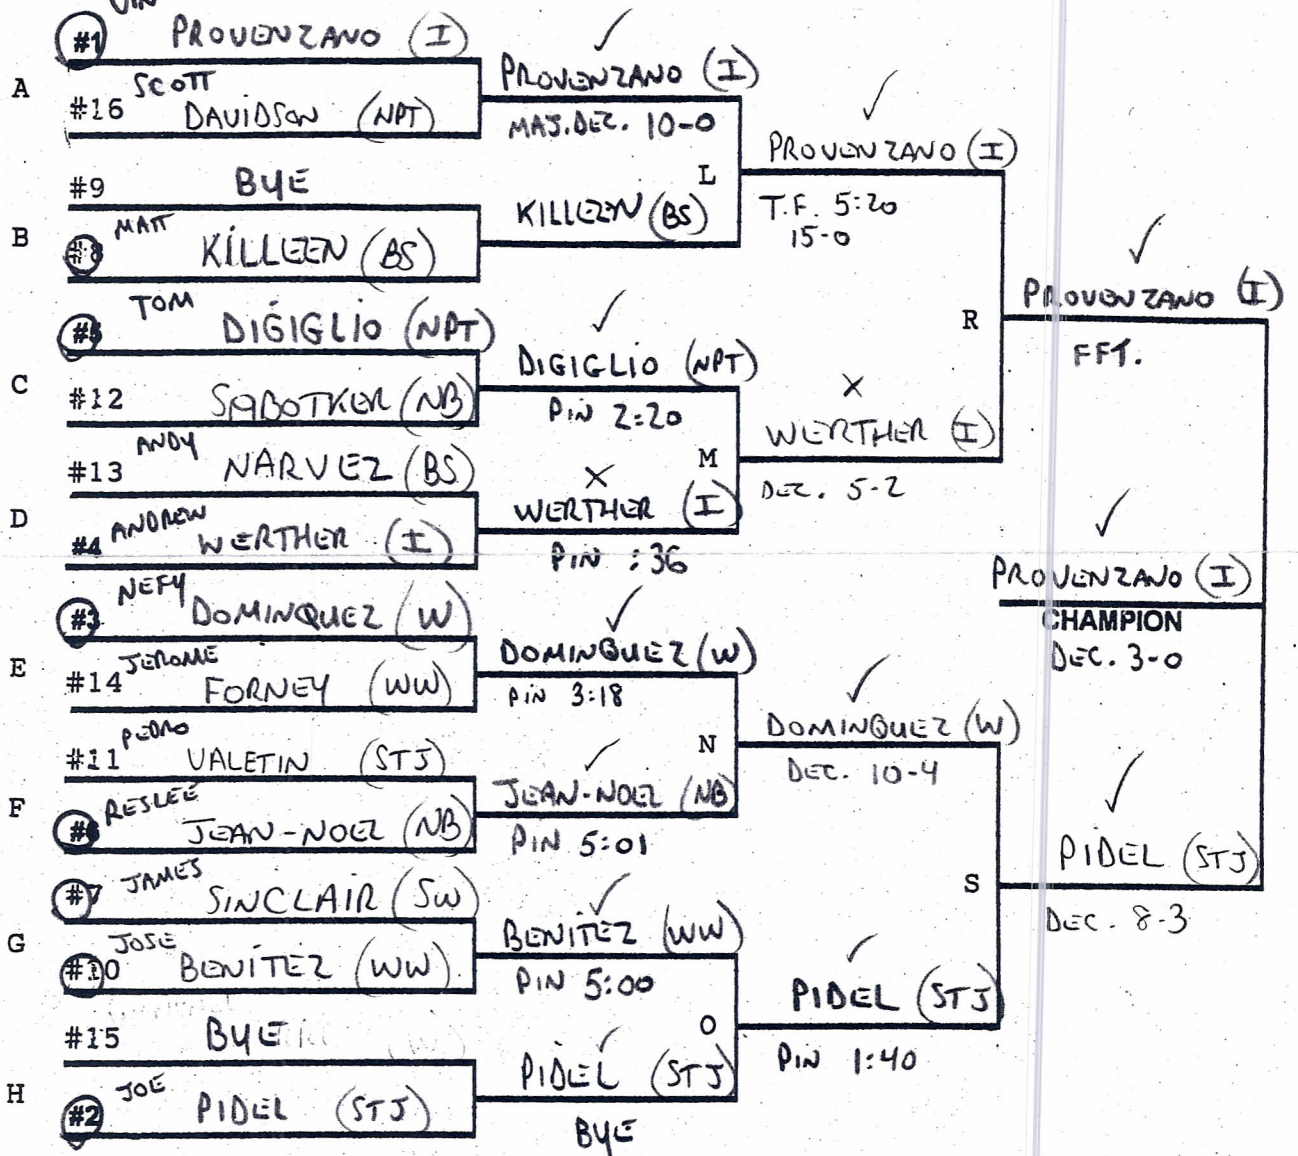 VIN
#1 PROVENZANO (I)
A
SCOTT
#16 DAVIDSON (NPT)
PROVENZANO (I)
MAJ. DEC. 10-0
#9 BYE
B
MATT
#8 KILLEEN (BS)
KILLEEN (BS)
L
PROVENZANO (I)
T.F. 5:20
15-0
TOM
#5 DIGIGLIO (NPT)
C
#12 SABOTKER (NB)
DIGIGLIO (NPT)
PIN 2:20
ANDY
#13 NARVEZ (BS)
D
#4 ANDREW WERTHER (I)
WERTHER (I)
PIN :36
M
WERTHER (I)
DEC. 5-2
R
PROVENZANO (I)
FFT.
NEFY
#3 DOMINQUEZ (W)
E
JEROME
#14 FORNEY (WW)
DOMINQUEZ (W)
PIN 3:18
PEDRO
#11 VALETIN (STJ)
F
RESLEE
#6 JEAN-NOEL (NB)
JEAN-NOEL (NB)
PIN 5:01
N
DOMINQUEZ (W)
DEC. 10-4
JAMES
#7 SINCLAIR (SW)
G
JOSE
#10 BENITEZ (WW)
BENITEZ (WW)
PIN 5:00
#15 BYE
H
JOE
#2 PIDEL (STJ)
PIDEL (STJ)
BYE
O
PIDEL (STJ)
PIN 1:40
S
PIDEL (STJ)
DEC. 8-3
PROVENZANO (I)
CHAMPION
DEC. 3-0